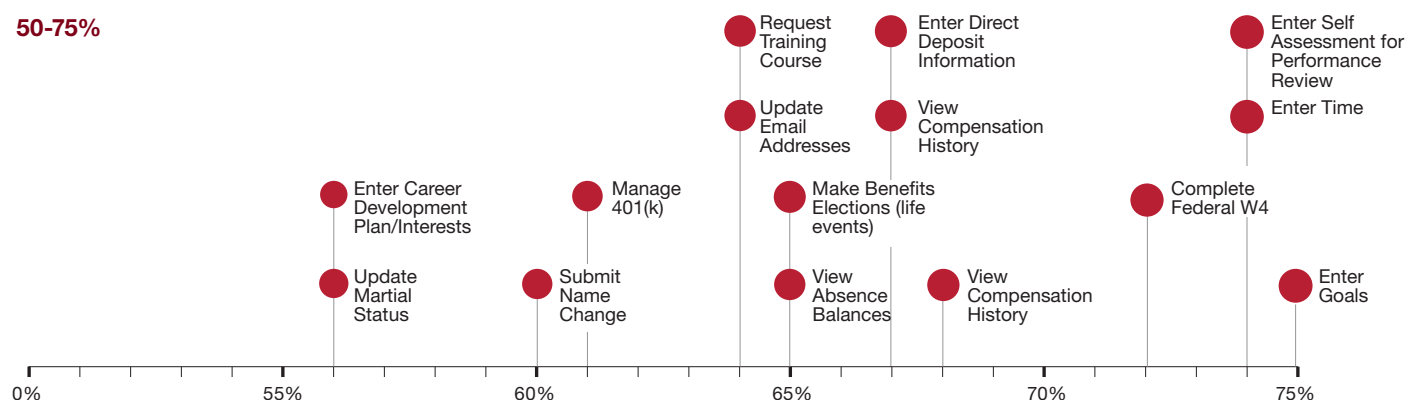 50-75%
Request
Training
Course
Enter Direct
Deposit
Information
Enter Self
Assessment for
Performance
Review
Update
Email
Addresses
View
Compensation
History
Enter Time
Enter Career
Development
Plan/Interests
Manage
401(k)
Make Benefits
Elections (life
events)
Complete
Federal W4
Update
Martial
Status
Submit
Name
Change
View
Absence
Balances
View
Compensation
History
Enter
Goals
0%
55%
60%
65%
70%
75%